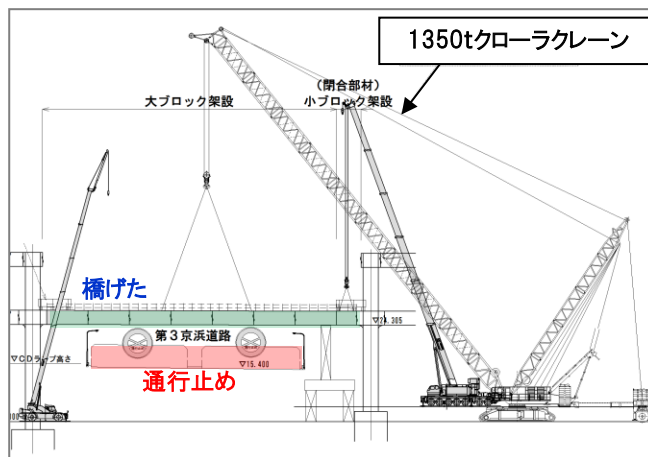 1350tクローラクレーン
(閉合部材)
大ブロック架設
小ブロック架設
橋げた
▽24.305
第3京浜道路
▽CDランプ高さ
▽15.400
通行止め